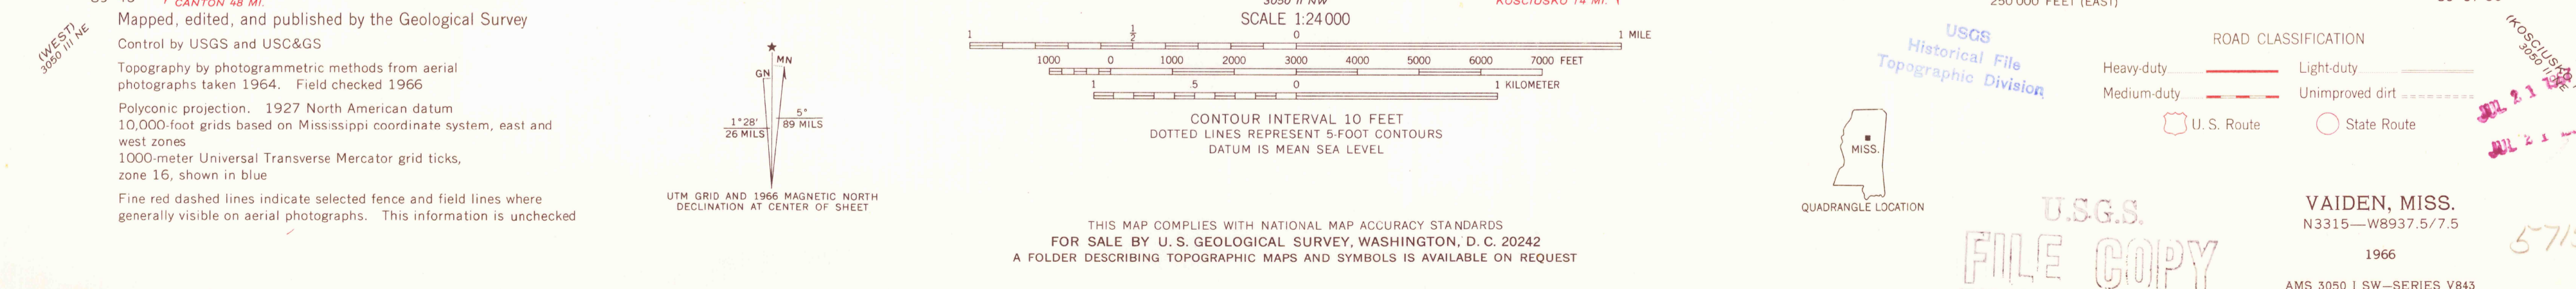 CANTON 48 MI.
(WEST)
3050 III NE
Mapped, edited, and published by the Geological Survey
Control by USGS and USC&GS
Topography by photogrammetric methods from aerial
photographs taken 1964. Field checked 1966
Polyconic projection. 1927 North American datum
10,000-foot grids based on Mississippi coordinate system, east and
west zones
1000-meter Universal Transverse Mercator grid ticks,
zone 16, shown in blue
Fine red dashed lines indicate selected fence and field lines where
generally visible on aerial photographs. This information is unchecked
MN
GN
1°28'
26 MILS
5°
89 MILS
UTM GRID AND 1966 MAGNETIC NORTH
DECLINATION AT CENTER OF SHEET
3050 II NW
KOSCIUSKO 14 MI.
SCALE 1:24 000
1 ½ 0 1 MILE
1000 0 1000 2000 3000 4000 5000 6000 7000 FEET
1 .5 0 1 KILOMETER
CONTOUR INTERVAL 10 FEET
DOTTED LINES REPRESENT 5-FOOT CONTOURS
DATUM IS MEAN SEA LEVEL
THIS MAP COMPLIES WITH NATIONAL MAP ACCURACY STANDARDS
FOR SALE BY U. S. GEOLOGICAL SURVEY, WASHINGTON, D. C. 20242
A FOLDER DESCRIBING TOPOGRAPHIC MAPS AND SYMBOLS IS AVAILABLE ON REQUEST
250 000 FEET (EAST)
USGS
Historical File
Topographic Division
MISS.
QUADRANGLE LOCATION
ROAD CLASSIFICATION
Heavy-duty Light-duty
Medium-duty Unimproved dirt
U. S. Route State Route
3050 II
JUL 21
JUL 21
U.S.G.S.
FILE COPY
VAIDEN, MISS.
N3315—W8937.5/7.5
1966
AMS 3050 I SW—SERIES V843